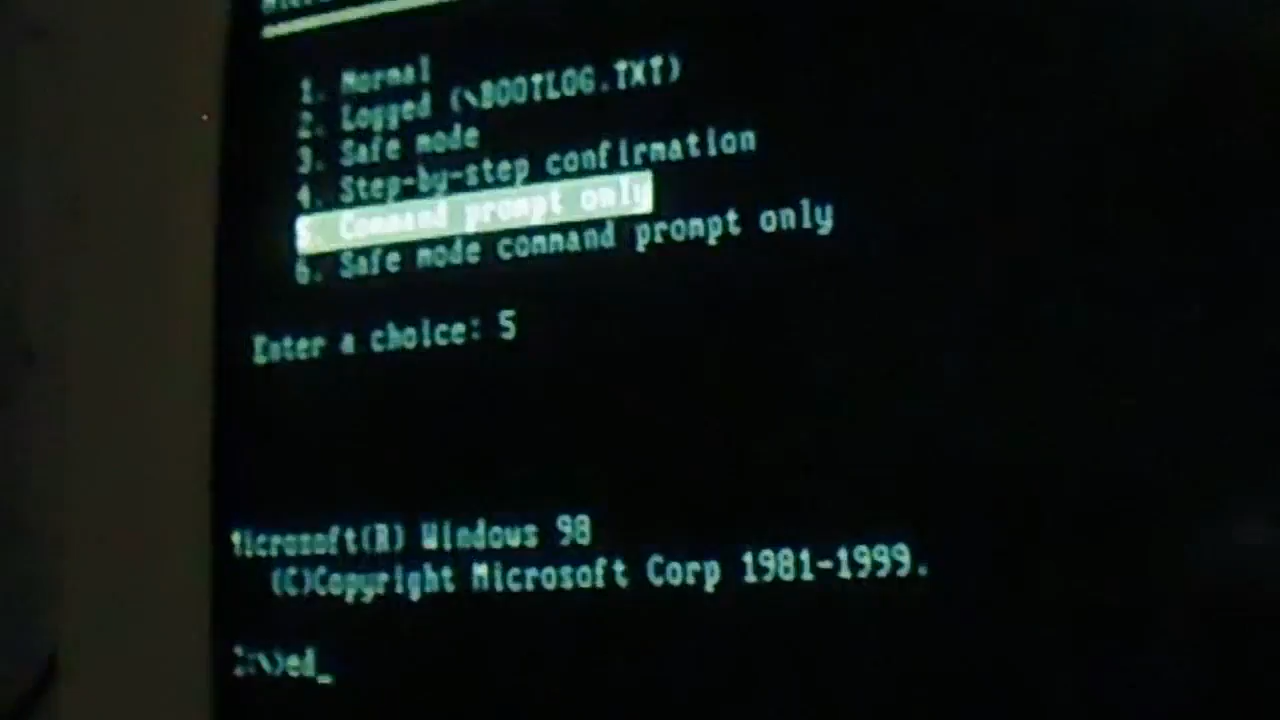 1. Normal
2. Logged (\BOOTLOG.TXT)
3. Safe mode
4. Step-by-step confirmation
5. Command prompt only
6. Safe mode command prompt only
Enter a choice: 5
Microsoft(R) Windows 98
(C)Copyright Microsoft Corp 1981-1999.
:\>ed_